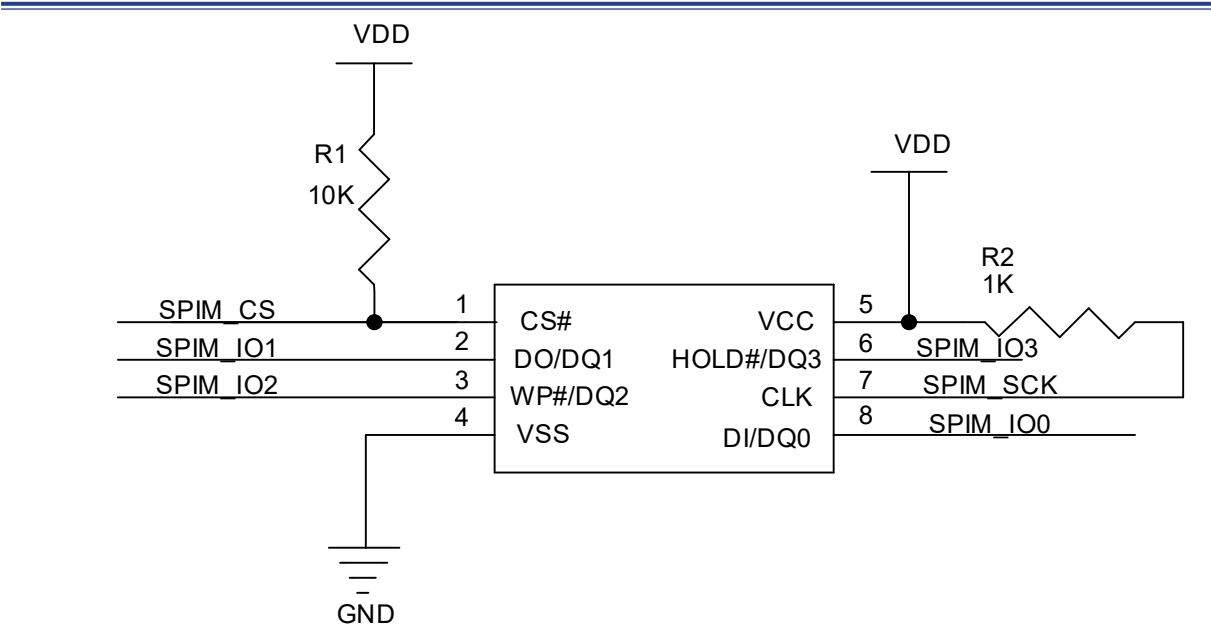 VDD
R1
10K
VDD
R2
1K
SPIM_CS
1
CS#
VCC
5
SPIM_IO1
2
DO/DQ1
HOLD#/DQ3
6
SPIM_IO3
SPIM_IO2
3
WP#/DQ2
CLK
7
SPIM_SCK
4
VSS
DI/DQ0
8
SPIM_IO0
GND